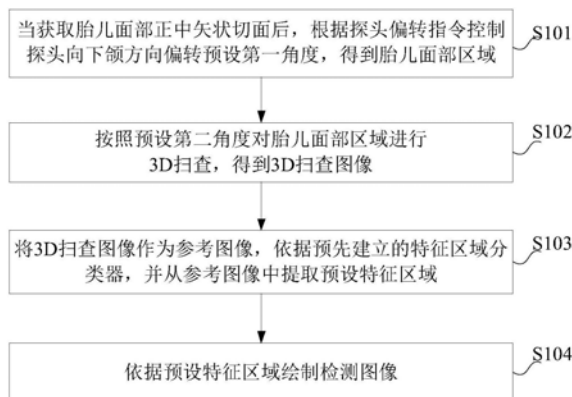 当获取胎儿面部正中矢状切面后，根据探头偏转指令控制
探头向下颌方向偏转预设第一角度，得到胎儿面部区域
S101
按照预设第二角度对胎儿面部区域进行
3D扫查，得到3D扫查图像
S102
将3D扫查图像作为参考图像，依据预先建立的特征区域分
类器，并从参考图像中提取预设特征区域
S103
依据预设特征区域绘制检测图像
S104